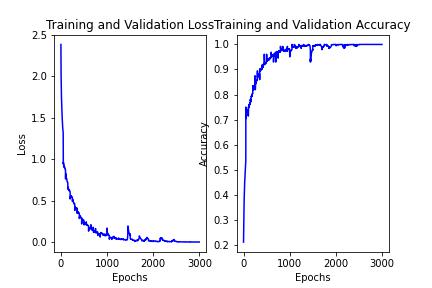 Training and Validation Loss
Training and Validation Accuracy
2.5
2.0
1.5
1.0
0.5
0.0
Loss
0 1000 2000 3000
Epochs
1.0
0.9
0.8
0.7
0.6
0.5
0.4
0.3
0.2
Accuracy
0 1000 2000 3000
Epochs